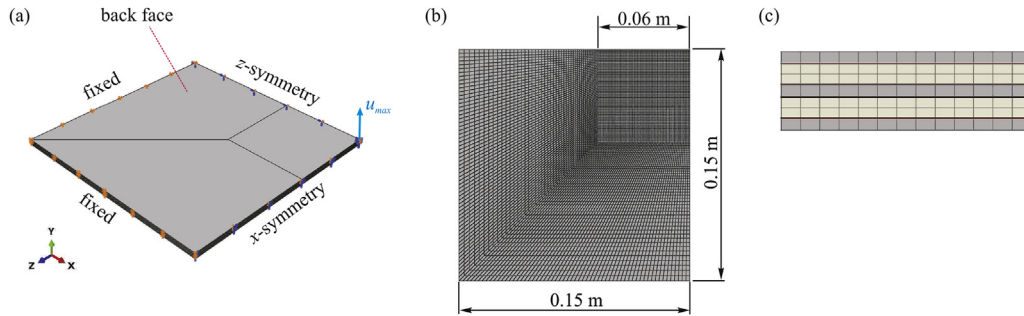 (a)
back face
fixed
z-symmetry
u_max
fixed
x-symmetry
Y
Z
X
(b)
0.06 m
0.15 m
0.15 m
(c)